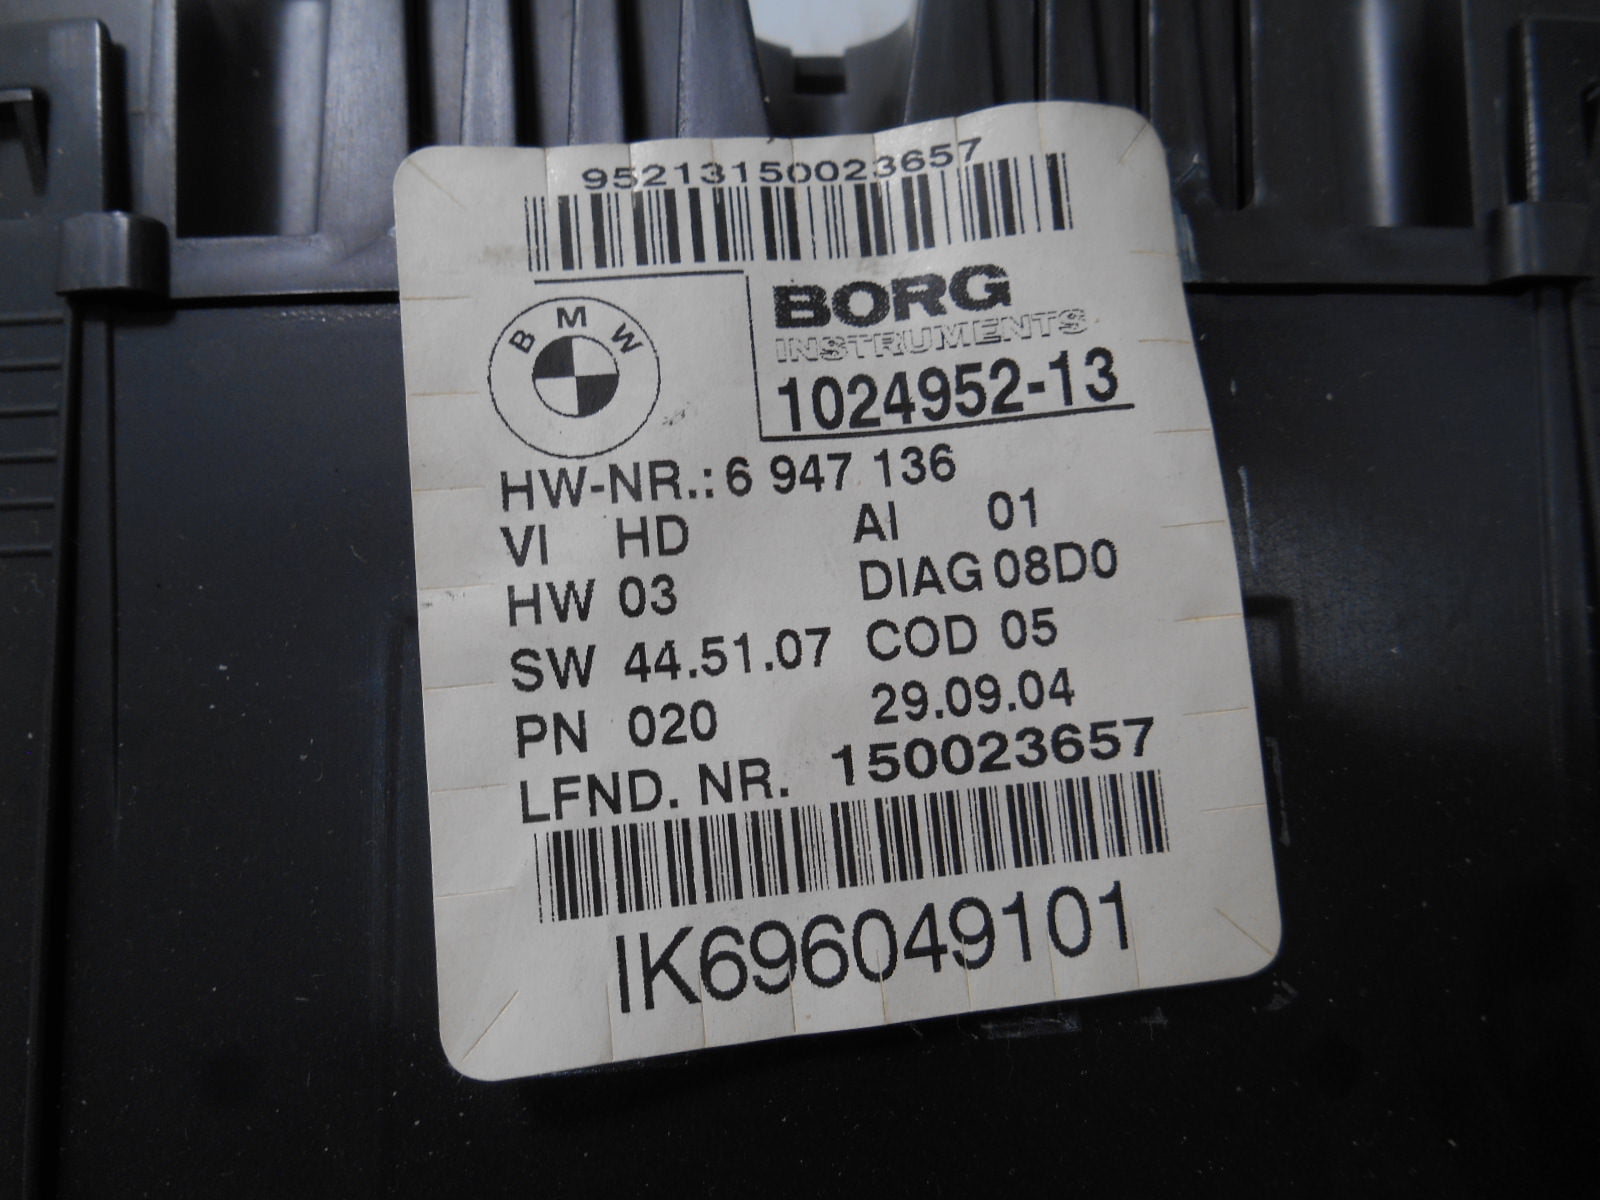 95213150023657
BMW
BORG
INSTRUMENTS
1024952-13
HW-NR.: 6 947 136
VI HD AI 01
HW 03 DIAG 08D0
SW 44.51.07 COD 05
PN 020 29.09.04
LFND. NR. 150023657
IK696049101